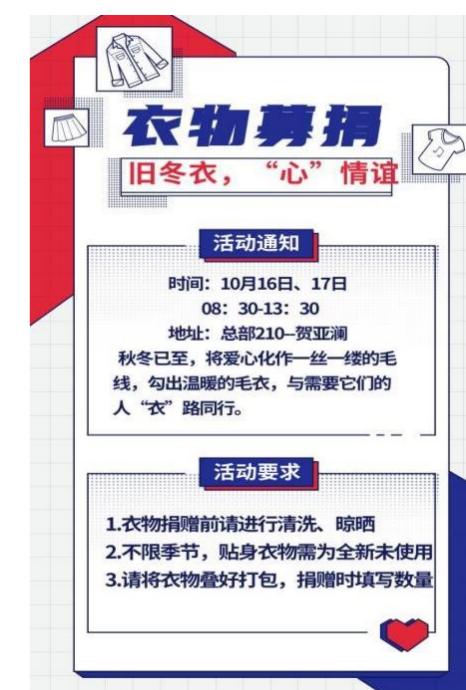 衣物募捐
旧冬衣，“心”情谊
活动通知
时间：10月16日、17日
08：30-13：30
地址：总部210--贺亚澜
秋冬已至，将爱心化作一丝一缕的毛
线，勾出温暖的毛衣，与需要它们的
人“衣”路同行。
活动要求
1.衣物捐赠前请进行清洗、晾晒
2.不限季节，贴身衣物需为全新未使用
3.请将衣物叠好打包，捐赠时填写数量